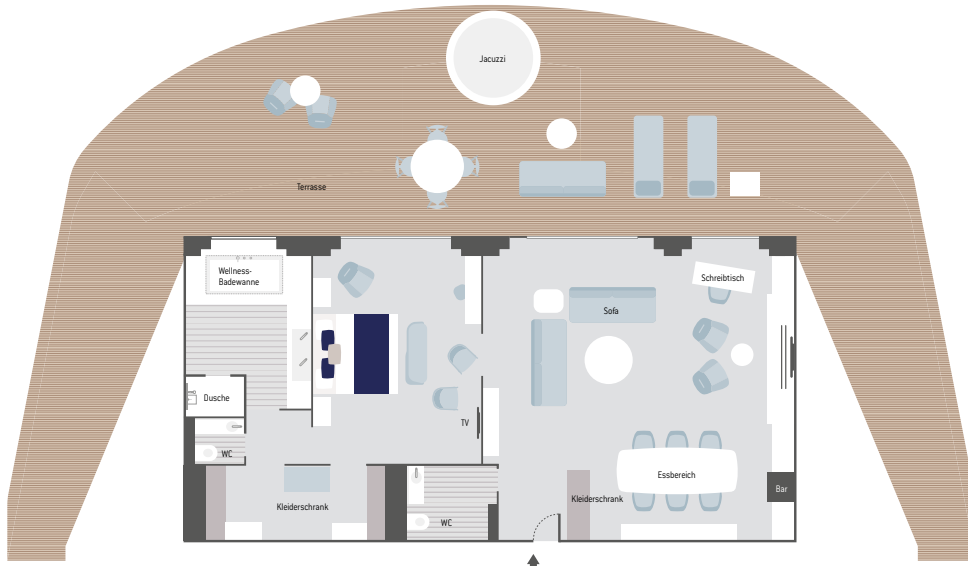 Jacuzzi
Terrasse
Wellness-
Badewanne
Schreibtisch
Sofa
Dusche
TV
WC
Essbereich
Kleiderschrank
Bar
Kleiderschrank
WC